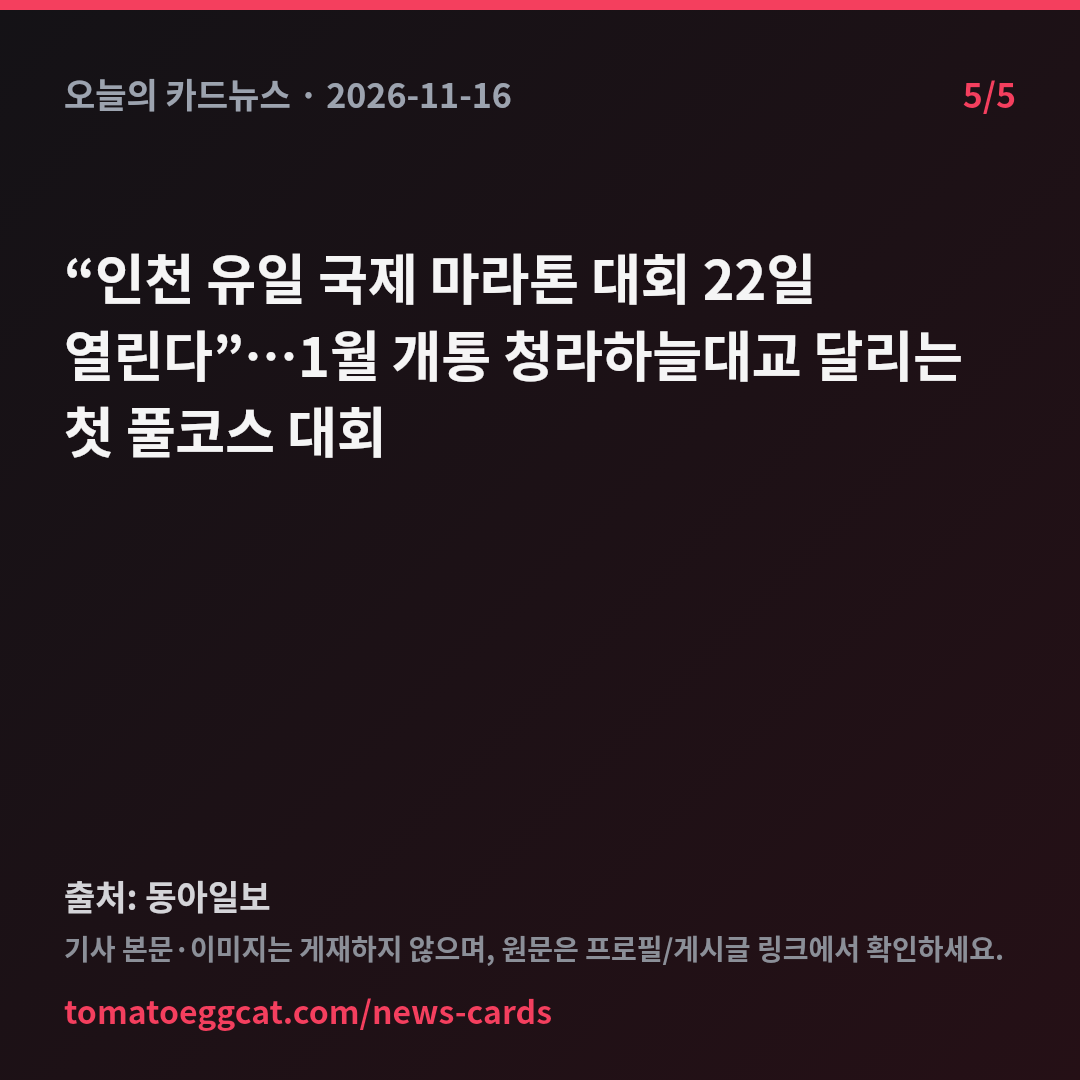 오늘의 카드뉴스 · 2026-11-16
5/5
“인천 유일 국제 마라톤 대회 22일
열린다”…1월 개통 청라하늘대교 달리는
첫 풀코스 대회
출처: 동아일보
기사 본문·이미지는 게재하지 않으며, 원문은 프로필/게시글 링크에서 확인하세요.
tomatoeggcat.com/news-cards